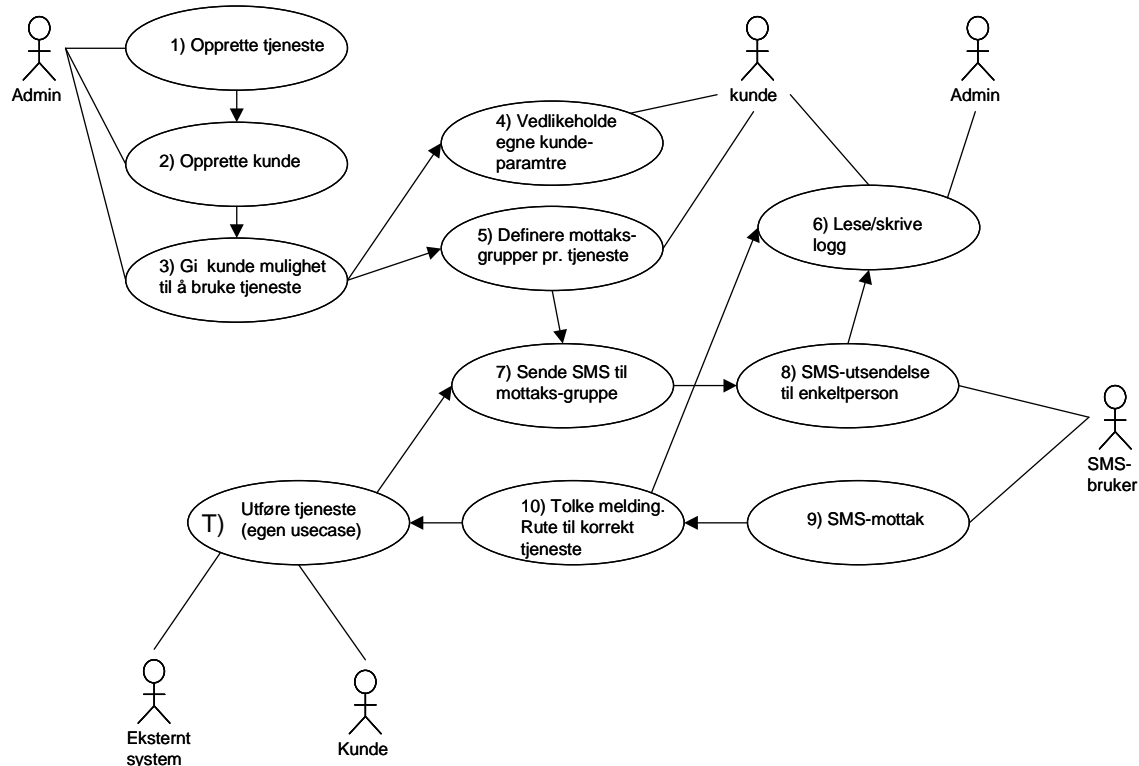 1) Opprette tjeneste
Admin
kunde
Admin
4) Vedlikeholde
egne kunde-
paramtre
2) Opprette kunde
6) Lese/skrive
logg
5) Definere mottaks-
grupper pr. tjeneste
3) Gi kunde mulighet
til å bruke tjeneste
7) Sende SMS til
mottaks-gruppe
8) SMS-utsendelse
til enkeltperson
SMS-
bruker
T)
Utføre tjeneste
(egen usecase)
10) Tolke melding.
Rute til korrekt
tjeneste
9) SMS-mottak
Eksternt
system
Kunde